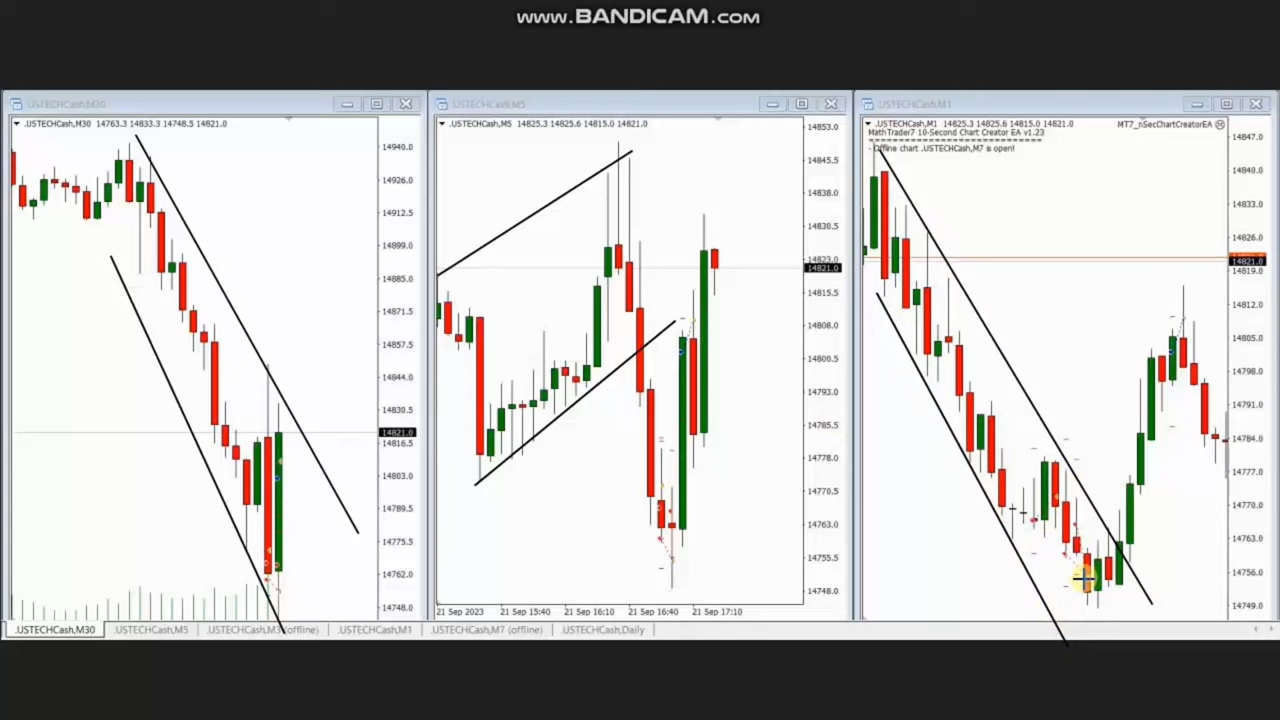 www.BANDICAM.com
.USTECHCash,M30
.USTECHCash,M30 14763.3 14833.3 14748.5 14821.0
14940.0
14926.0
14912.5
14899.0
14885.0
14871.5
14857.5
14844.0
14830.5
14821.0
14816.5
14803.0
14789.5
14775.5
14762.0
14748.0
.USTECHCash,M5
.USTECHCash,M5 14825.3 14825.6 14815.0 14821.0
14853.0
14845.5
14838.0
14830.5
14823.0
14821.0
14815.5
14808.0
14800.5
14793.0
14785.5
14778.0
14770.5
14763.0
14755.5
14748.0
21 Sep 2023
21 Sep 15:40
21 Sep 16:10
21 Sep 16:40
21 Sep 17:10
.USTECHCash,M1
.USTECHCash,M1 14825.3 14825.6 14815.0 14821.0
MT7_nSecChartCreatorEA
MathTrader7 10-Second Chart Creator EA v1.23
==================================
- Offline chart .USTECHCash,M7 is open!
14847.0
14840.0
14833.0
14826.0
14821.0
14819.0
14812.0
14805.0
14798.0
14791.0
14784.0
14777.0
14770.0
14763.0
14756.0
14749.0
.USTECHCash,M30
.USTECHCash,M5
.USTECHCash,M3 (offline)
.USTECHCash,M1
.USTECHCash,M7 (offline)
.USTECHCash,Daily